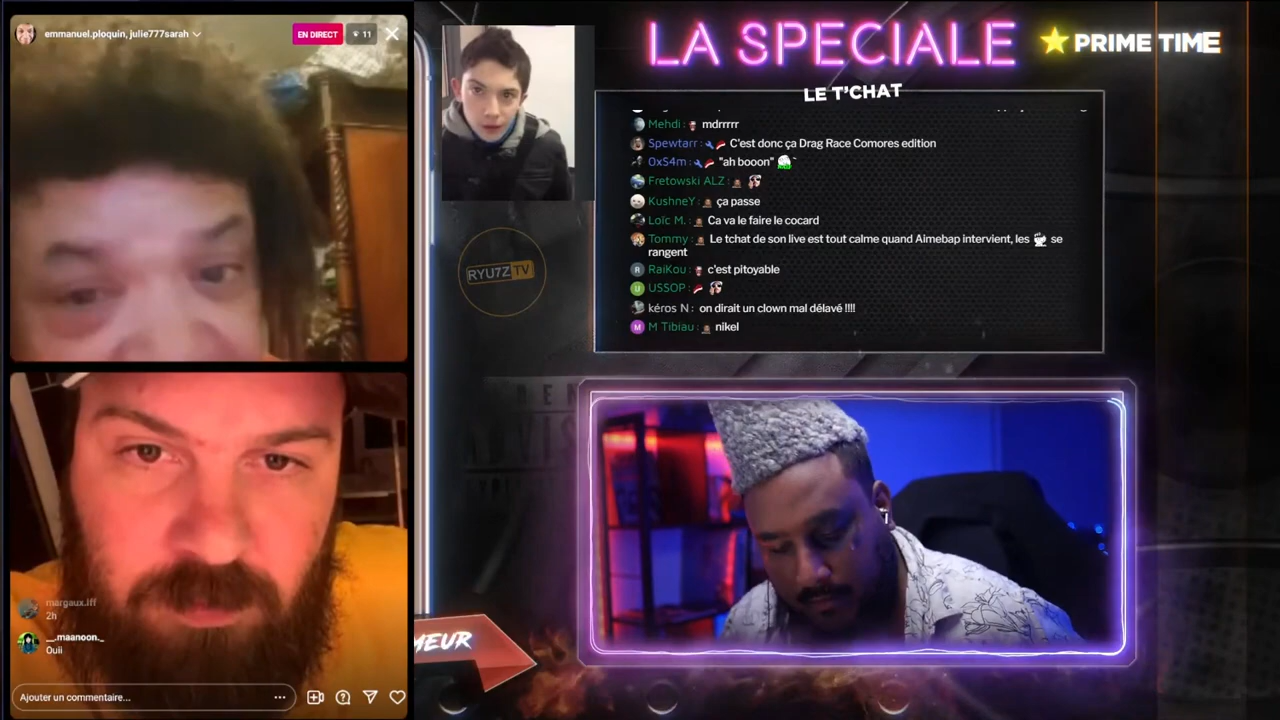 emmanuel.ploquin, julie777sarah
EN DIRECT
11
margaux.lff
2h
__.maanoon._
Ouii
Ajouter un commentaire...
RYU7Z TV
MEUR
LA SPECIALE
PRIME TIME
LE T'CHAT
Mehdi : mdrrrrr
Spewtarr : C'est donc ça Drag Race Comores edition
0xS4m : "ah booon"
Fretowski ALZ :
KushneY : ça passe
Loïc M. : Ca va le faire le cocard
Tommy : Le tchat de son live est tout calme quand Aimebap intervient, les se
rangent
R RaiKou : c'est pitoyable
U USSOP :
kéros N : on dirait un clown mal délavé !!!!
M M Tibiau : nikel